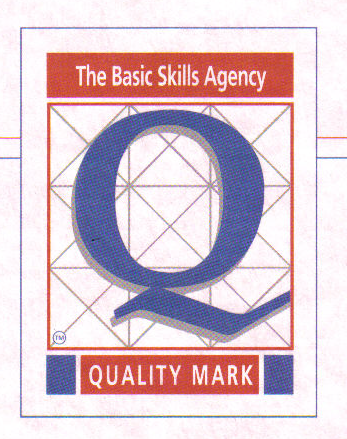 The Basic Skills Agency
Q
TM
QUALITY MARK